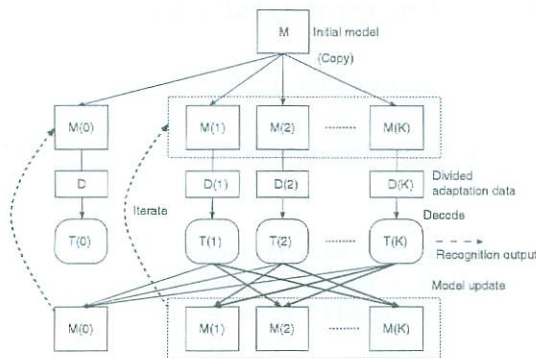 M Initial model
(Copy)
M(0) M(1) M(2) ........ M(K)
D D(1) D(2) D(K) Divided
adaptation data
Iterate Decode
T(0) T(1) T(2) ........ T(K)
Recognition output
Model update
M(0) M(1) M(2) ........ M(K)